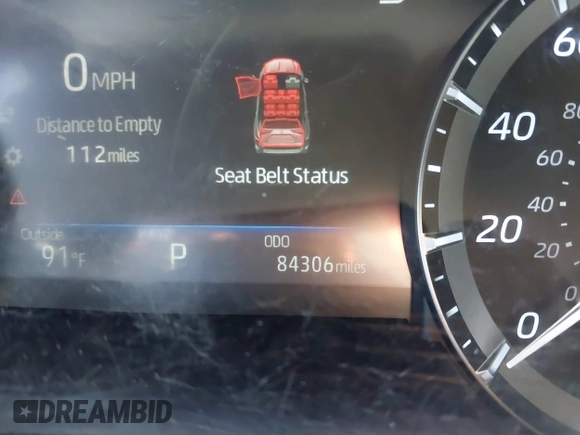 0 MPH
Distance to Empty
112 miles
Seat Belt Status
Outside
91°F
P
ODO
84306 miles
60
40
20
0
80
60
40
20
0
DREAMBID